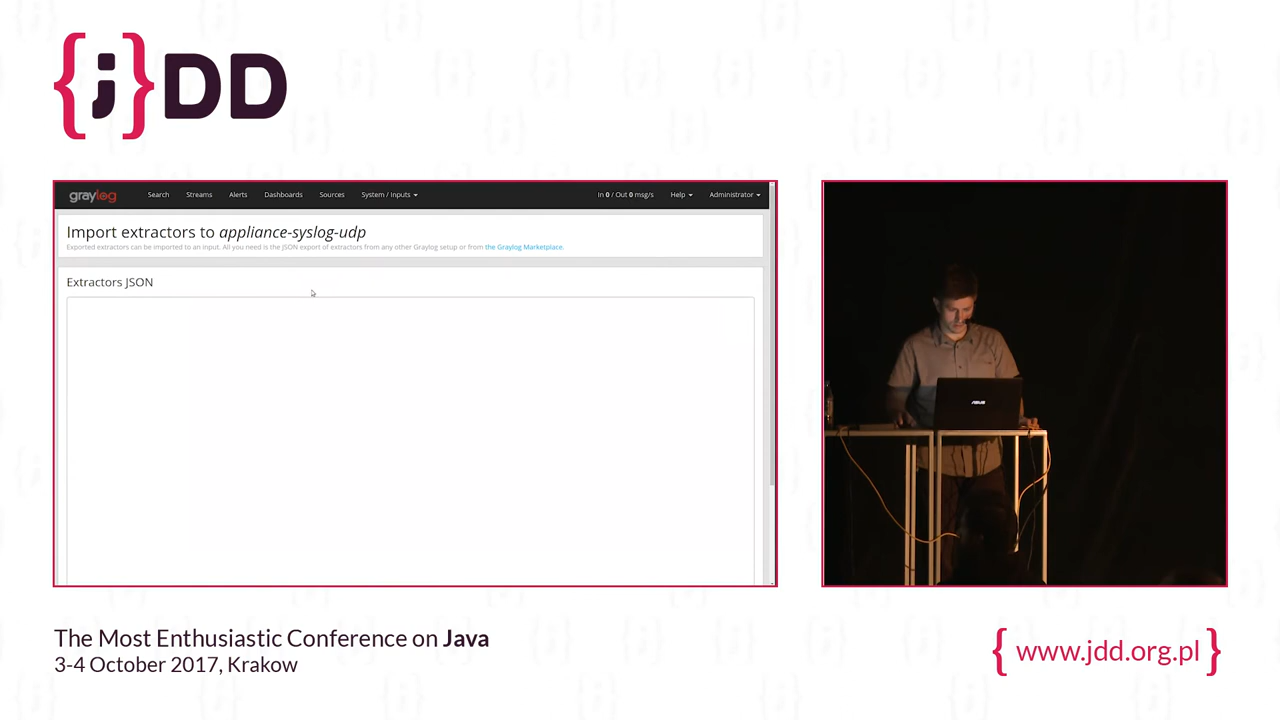 {j}DD
graylog Search Streams Alerts Dashboards Sources System / Inputs In 0 / Out 0 msg/s Help Administrator
Import extractors to appliance-syslog-udp
Exported extractors can be imported to an input. All you need is the JSON export of extractors from any other Graylog setup or from the Graylog Marketplace.
Extractors JSON
ASUS
The Most Enthusiastic Conference on Java
3-4 October 2017, Krakow
{ www.jdd.org.pl }